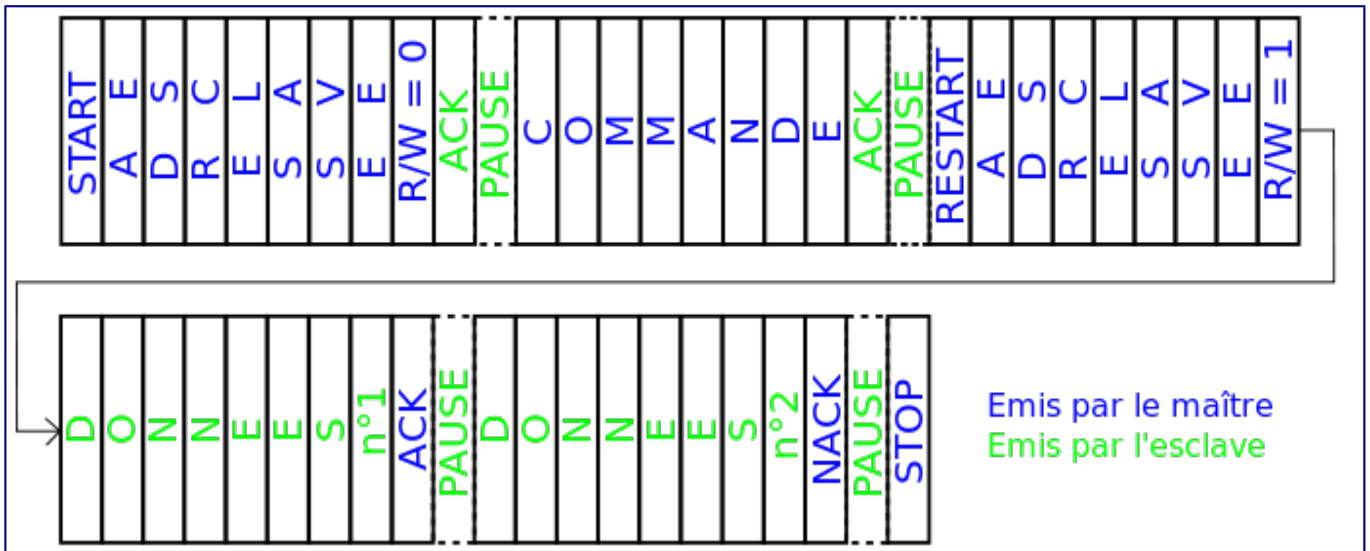 START
A E
D S
R C
E L
S A
S V
E E
R/W = 0
ACK
PAUSE
C
O
M
M
A
N
D
E
ACK
PAUSE
RESTART
A E
D S
R C
E L
S A
S V
E E
R/W = 1
D
O
N
N
E
E
S
n°1
ACK
PAUSE
D
O
N
N
E
E
S
n°2
NACK
PAUSE
STOP
Emis par le maître
Emis par l'esclave